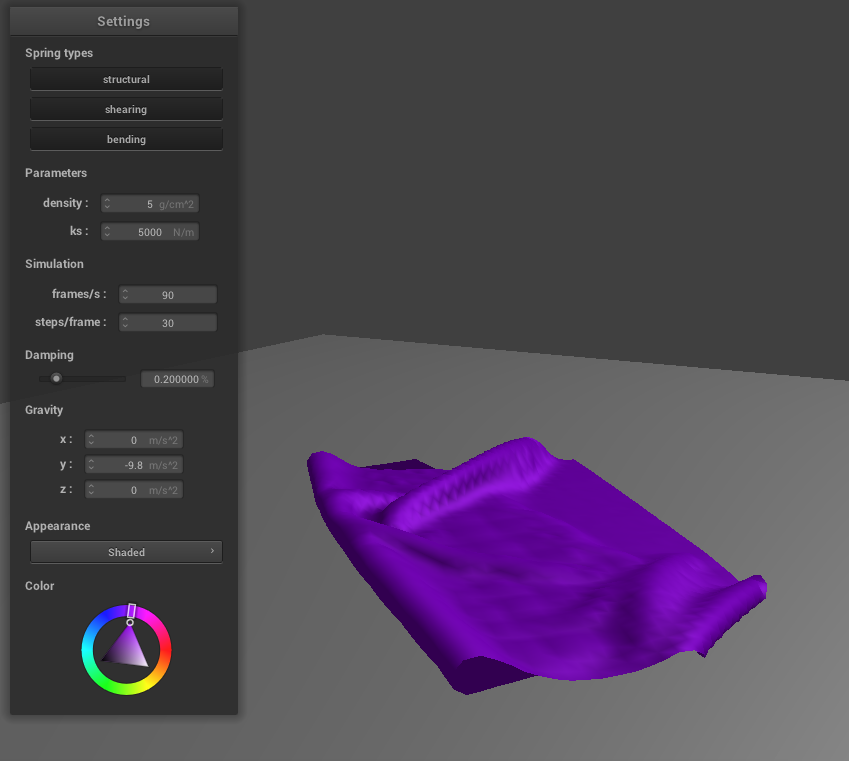 Settings
Spring types
structural
shearing
bending
Parameters
density : 5 g/cm^2
ks : 5000 N/m
Simulation
frames/s : 90
steps/frame : 30
Damping
0.200000 %
Gravity
x : 0 m/s^2
y : -9.8 m/s^2
z : 0 m/s^2
Appearance
Shaded
Color